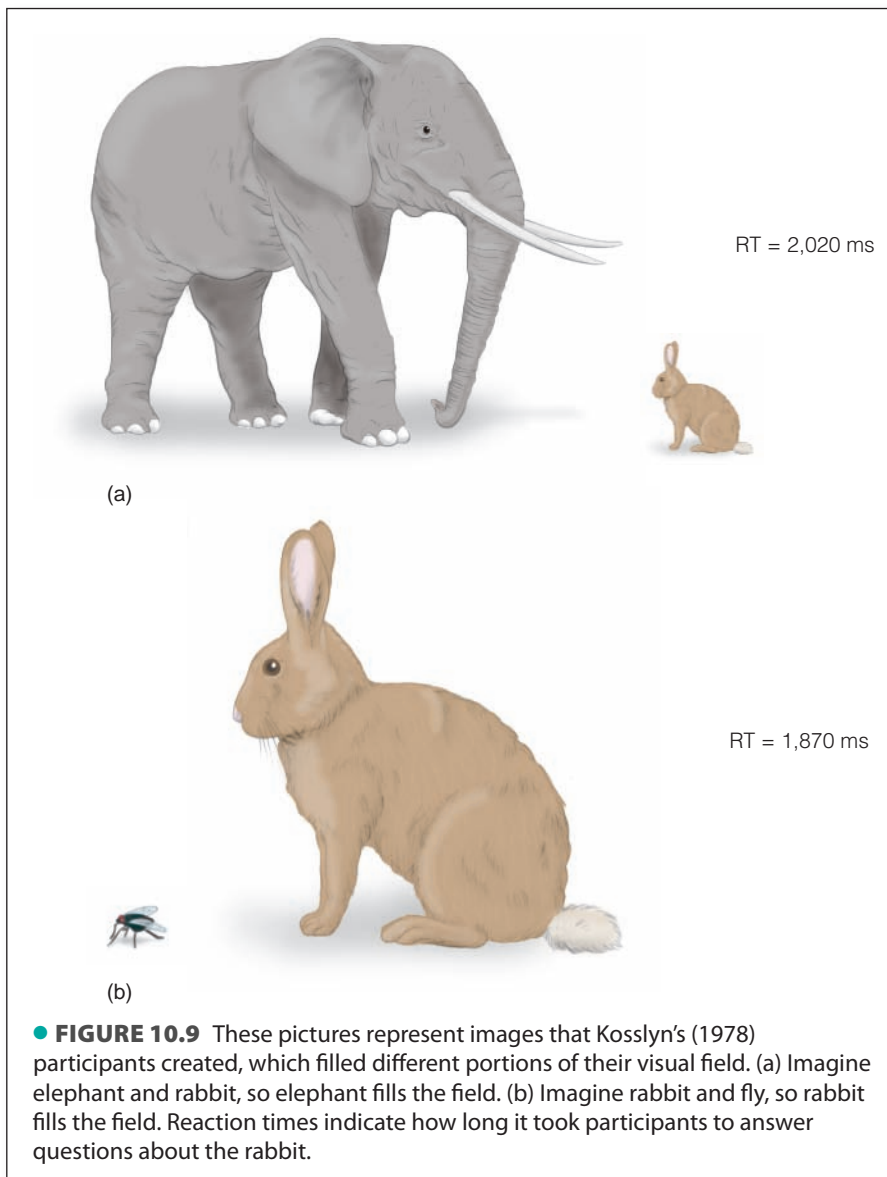 RT = 2,020 ms
(a)
RT = 1,870 ms
(b)
● FIGURE 10.9 These pictures represent images that Kosslyn's (1978)
participants created, which filled different portions of their visual field. (a) Imagine
elephant and rabbit, so elephant fills the field. (b) Imagine rabbit and fly, so rabbit
fills the field. Reaction times indicate how long it took participants to answer
questions about the rabbit.